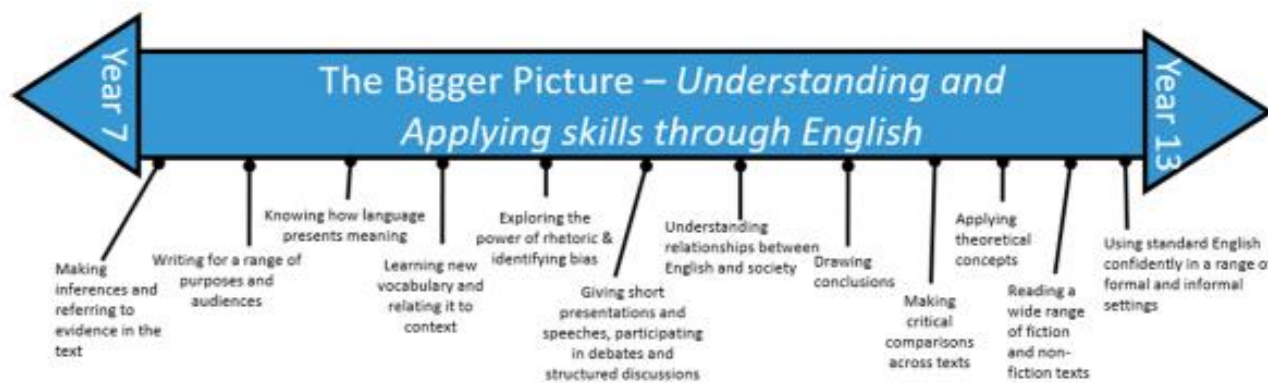 Year 7
The Bigger Picture – Understanding and
Applying skills through English
Year 13
Making
inferences and
referring to
evidence in the
text
Writing for a range of
purposes and
audiences
Knowing how language
presents meaning
Learning new
vocabulary and
relating it to
context
Exploring the
power of rhetoric &
identifying bias
Giving short
presentations and
speeches, participating
in debates and
structured discussions
Understanding
relationships between
English and society
Drawing
conclusions
Making
critical
comparisons
across texts
Applying
theoretical
concepts
Reading a
wide range
of fiction
and non-
fiction texts
Using standard English
confidently in a range of
formal and informal
settings